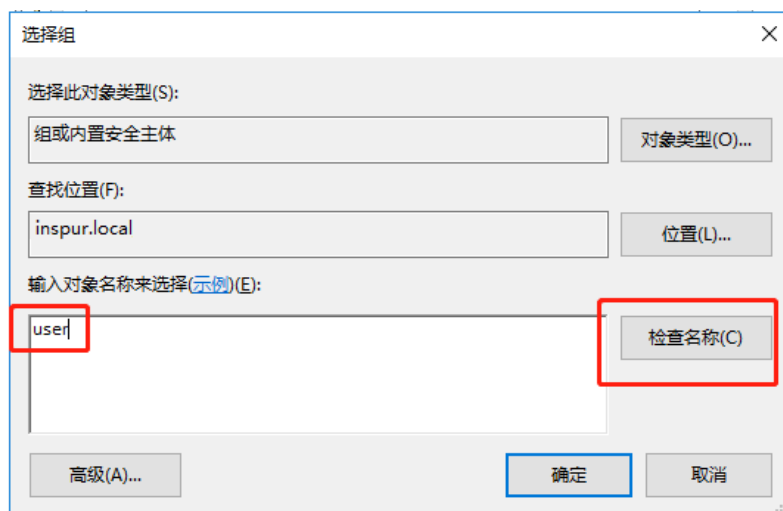 选择组
选择此对象类型(S):
组或内置安全主体
对象类型(O)...
查找位置(F):
inspur.local
位置(L)...
输入对象名称来选择(示例)(E):
user
检查名称(C)
高级(A)...
确定
取消